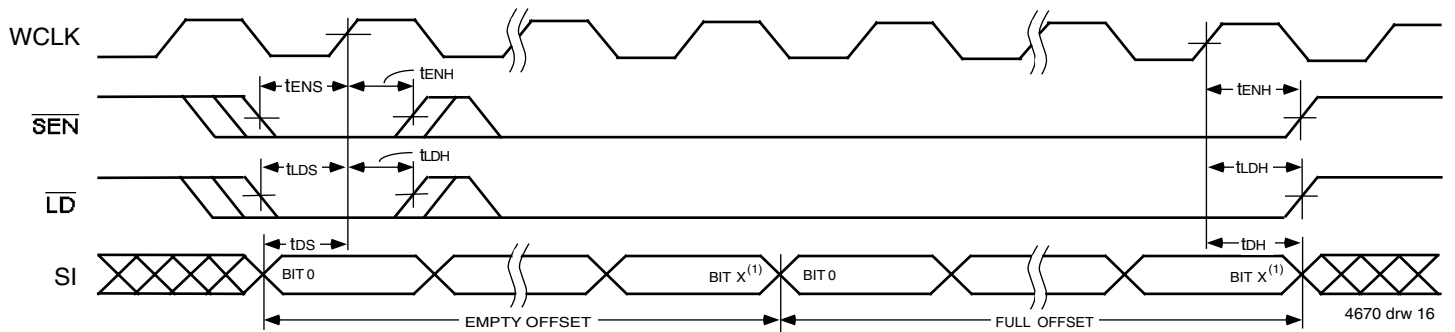 WCLK
tENS
tENH
tENH
SEN
tLDS
tLDH
tLDH
LD
tDS
tDH
SI
BIT 0
BIT X(1)
BIT 0
BIT X(1)
EMPTY OFFSET
FULL OFFSET
4670 drw 16